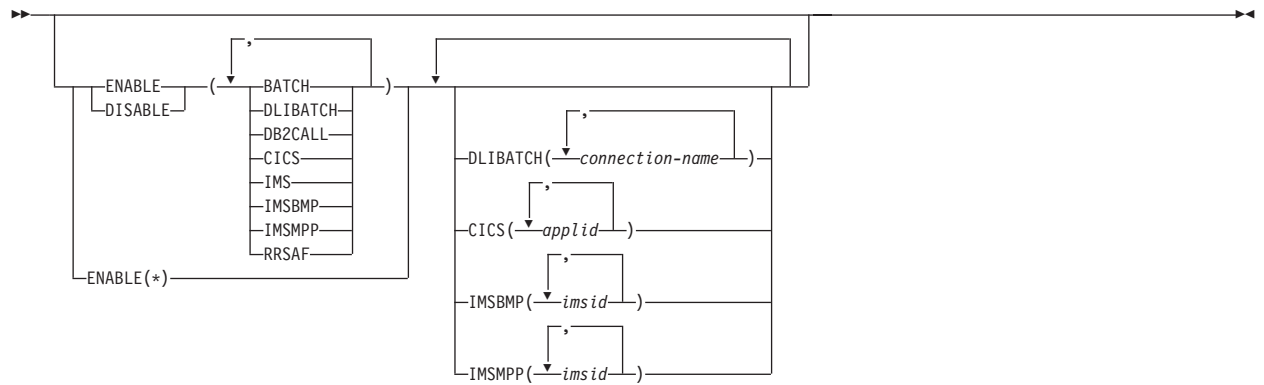 ,
ENABLE ( BATCH )
DISABLE DLIBATCH ,
DB2CALL DLIBATCH( connection-name )
CICS ,
IMS
IMSBMP CICS( applid )
IMSMPP
RRSAF ,
ENABLE(*)
IMSBMP( imsid )
,
IMSMPP( imsid )